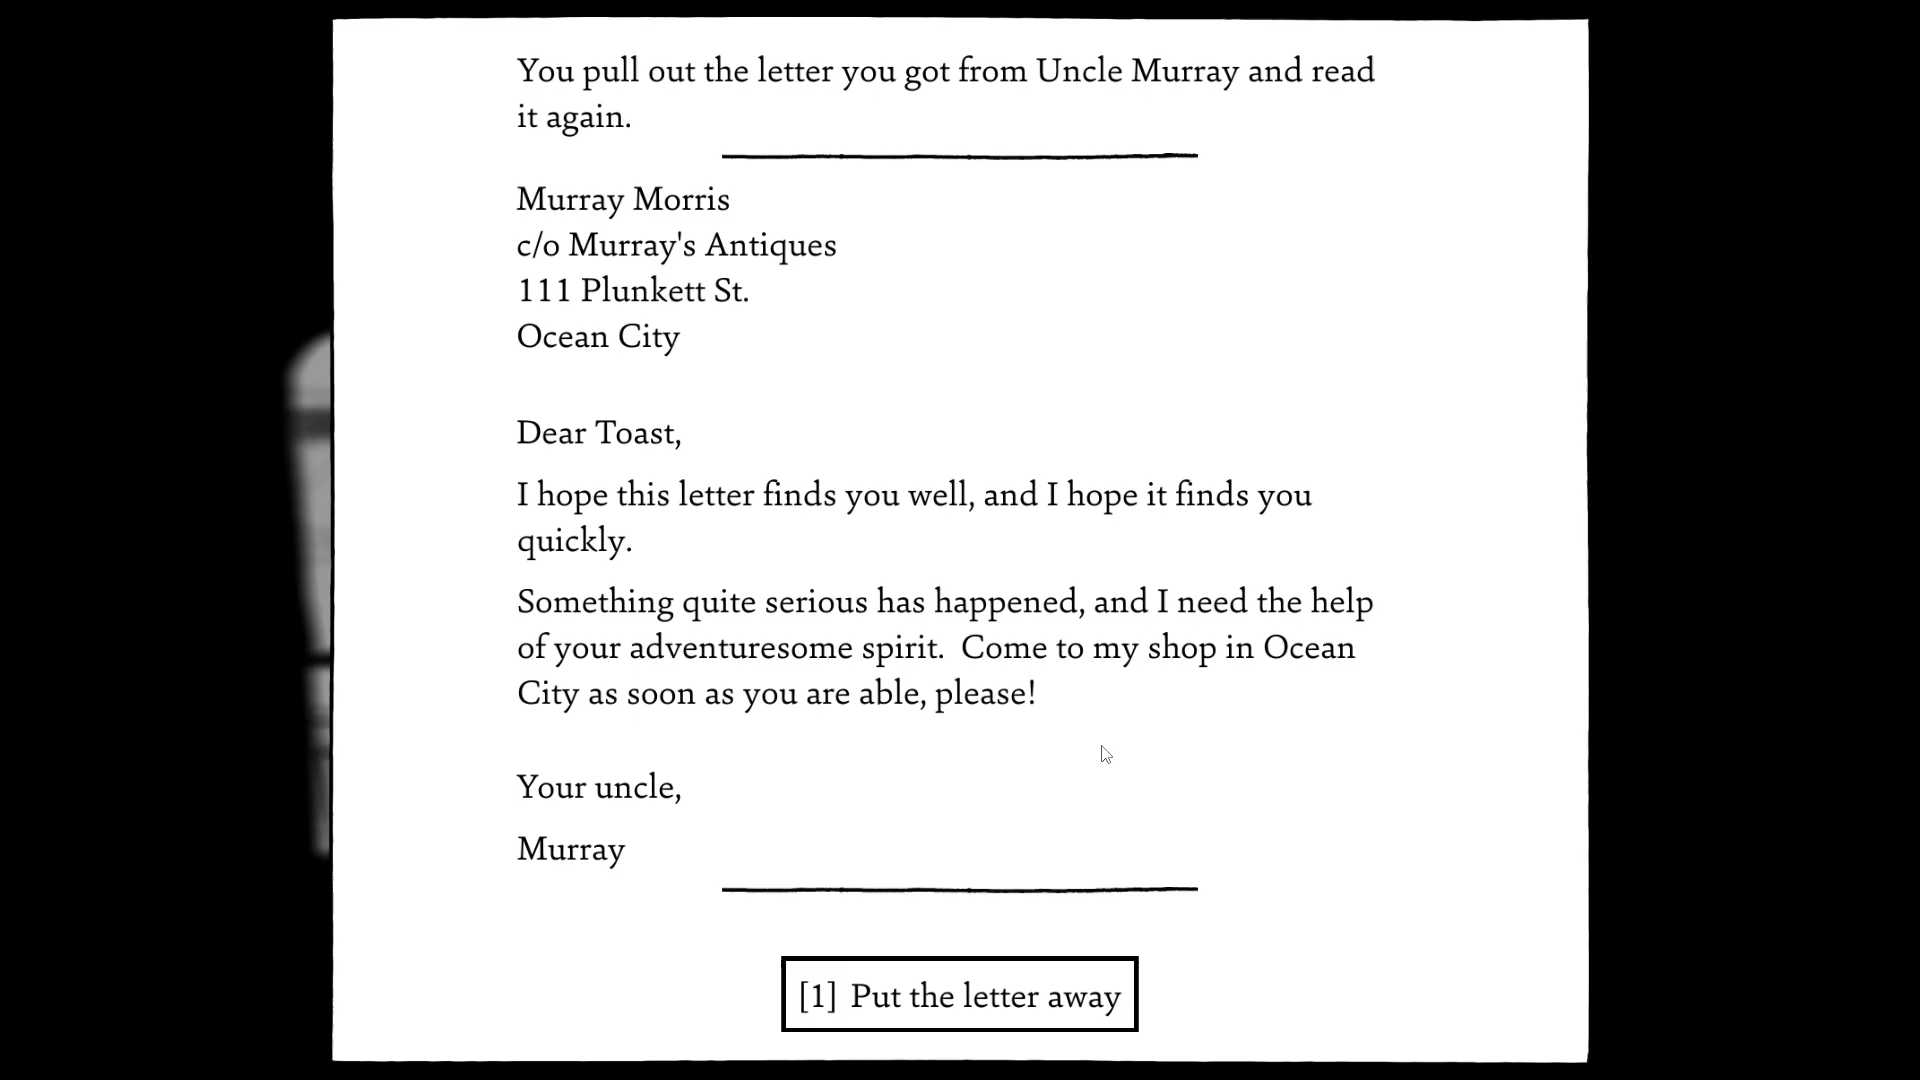 You pull out the letter you got from Uncle Murray and read
it again.
Murray Morris
c/o Murray's Antiques
111 Plunkett St.
Ocean City
Dear Toast,
I hope this letter finds you well, and I hope it finds you
quickly.
Something quite serious has happened, and I need the help
of your adventuresome spirit.  Come to my shop in Ocean
City as soon as you are able, please!
Your uncle,
Murray
[1] Put the letter away